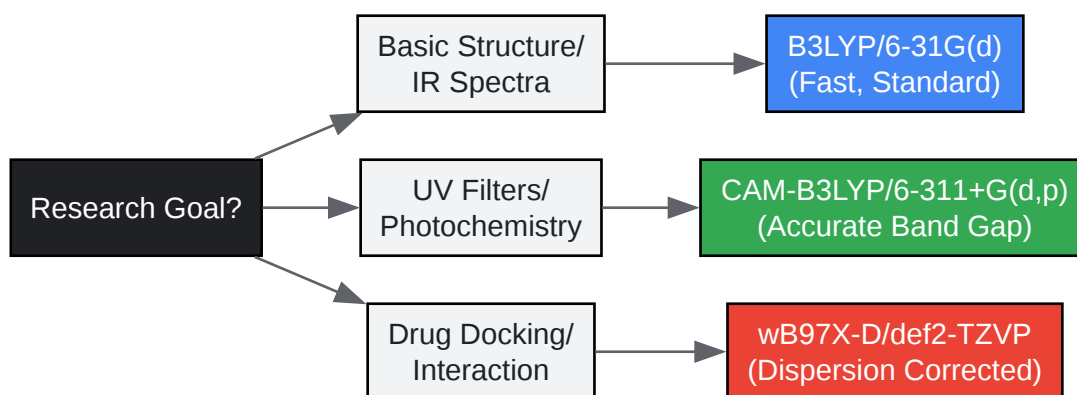 Research Goal?
Basic Structure/
IR Spectra
B3LYP/6-31G(d)
(Fast, Standard)
UV Filters/
Photochemistry
CAM-B3LYP/6-311+G(d,p)
(Accurate Band Gap)
Drug Docking/
Interaction
wB97X-D/def2-TZVP
(Dispersion Corrected)